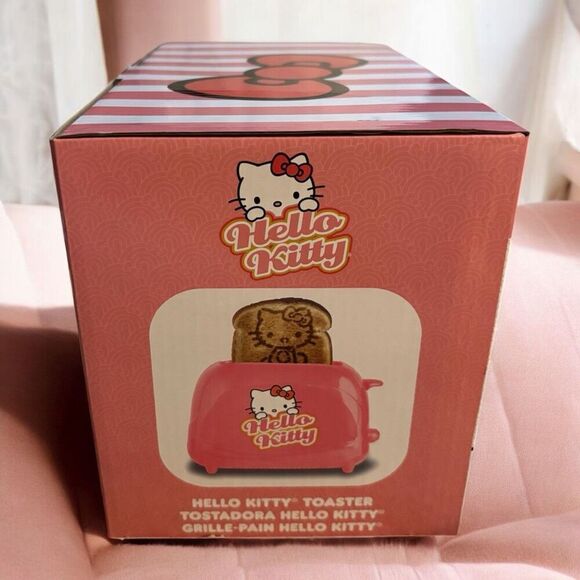 Hello
Kitty
Hello
Kitty
HELLO KITTY® TOASTER
TOSTADORA HELLO KITTY®
GRILLE-PAIN HELLO KITTY®